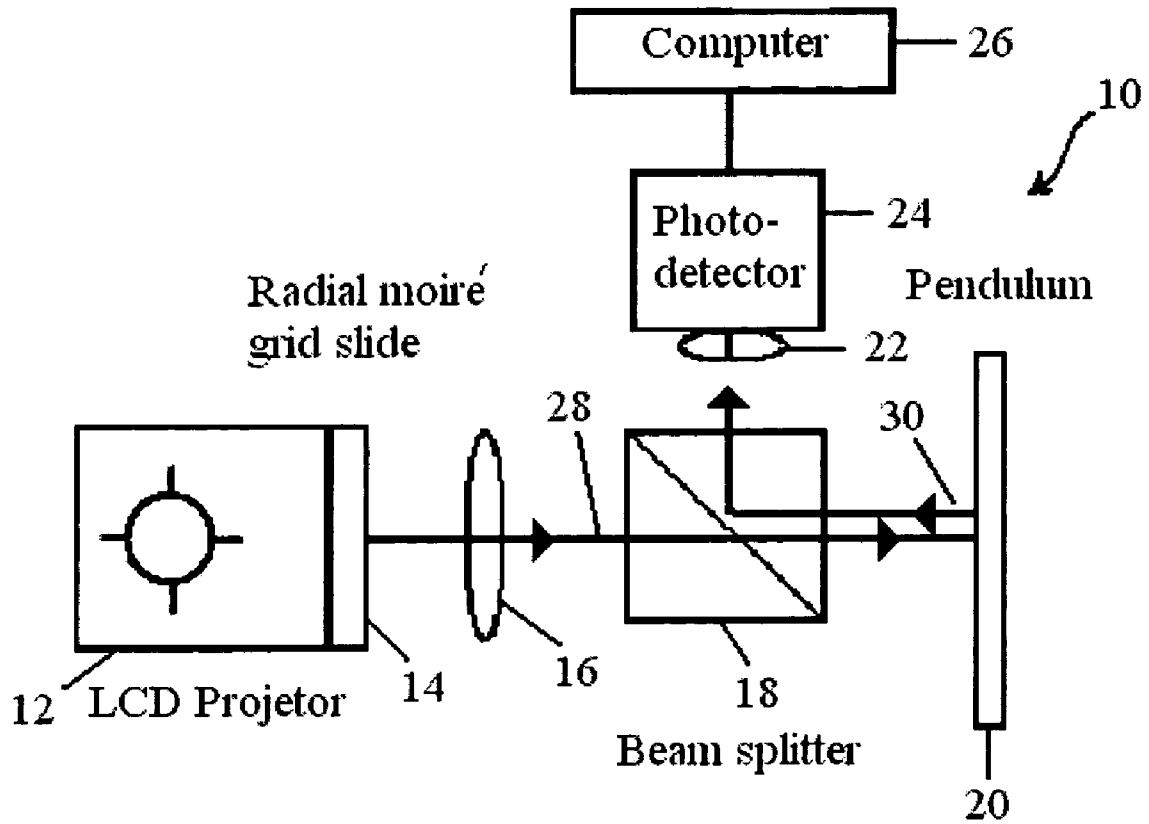 Computer
26
10
Photo-
detector
24
Pendulum
Radial moiré
grid slide
22
28
30
12
LCD Projetor
14
16
18
Beam splitter
20